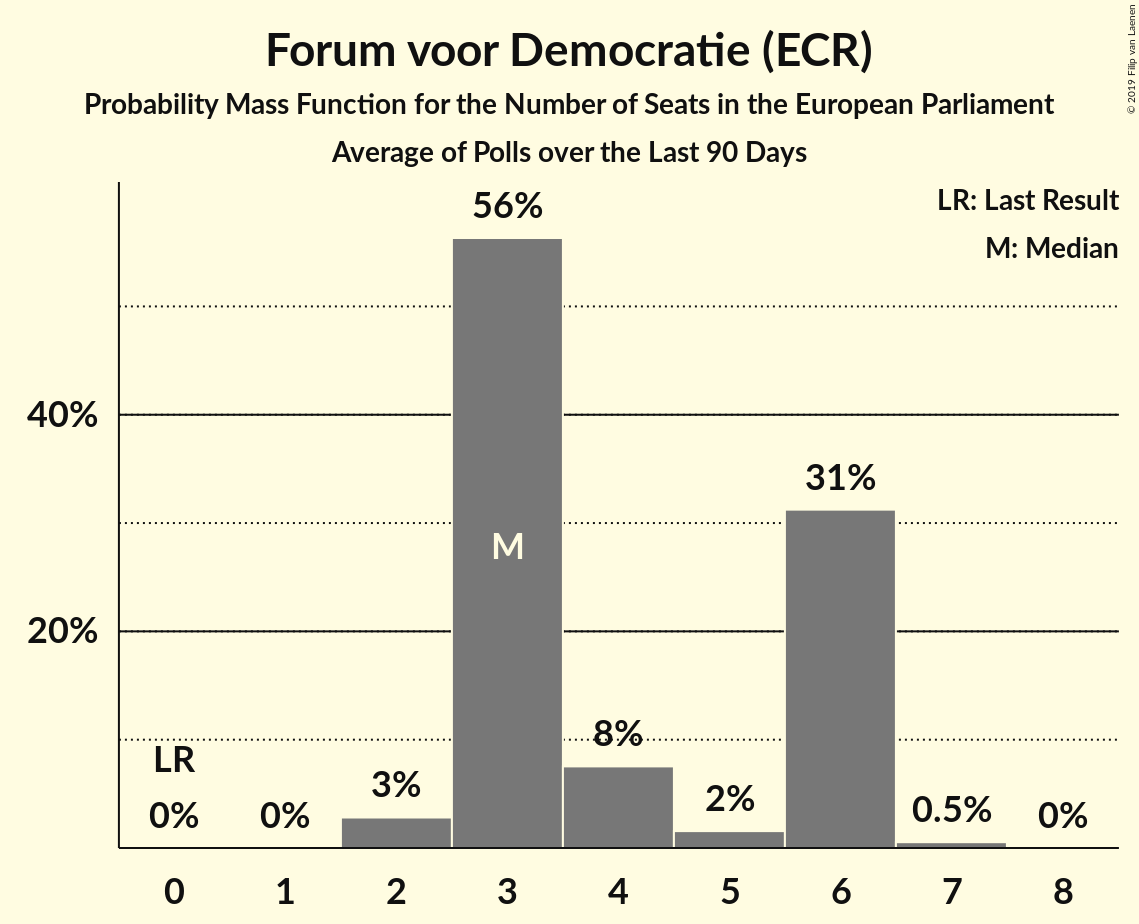 Forum voor Democratie (ECR)
Probability Mass Function for the Number of Seats in the European Parliament
Average of Polls over the Last 90 Days
© 2019 Filip van Laenen
LR: Last Result
M: Median
56%
40%
31%
M
20%
LR
8%
0%
0%
3%
2%
0.5%
0%
0 1 2 3 4 5 6 7 8